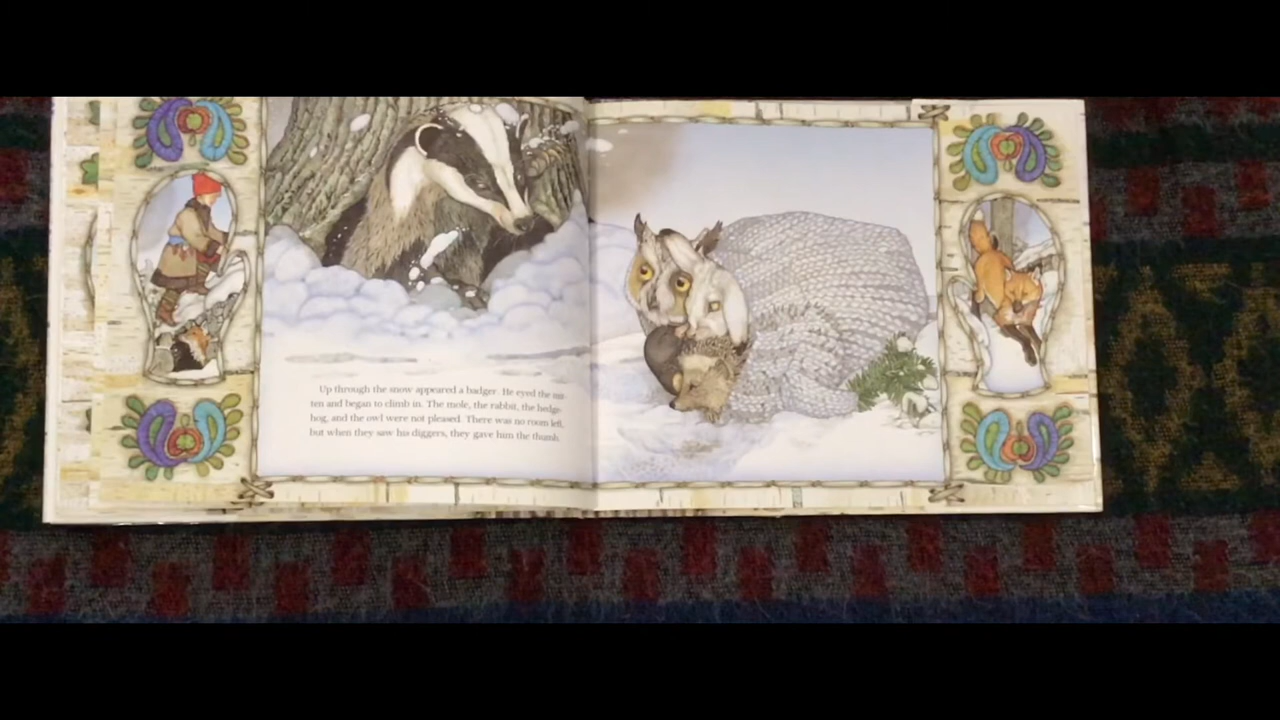 Up through the snow appeared a badger. He eyed the mit-
ten and began to climb in. The mole, the rabbit, the hedge-
hog, and the owl were not pleased. There was no room left,
but when they saw his diggers, they gave him the thumb.